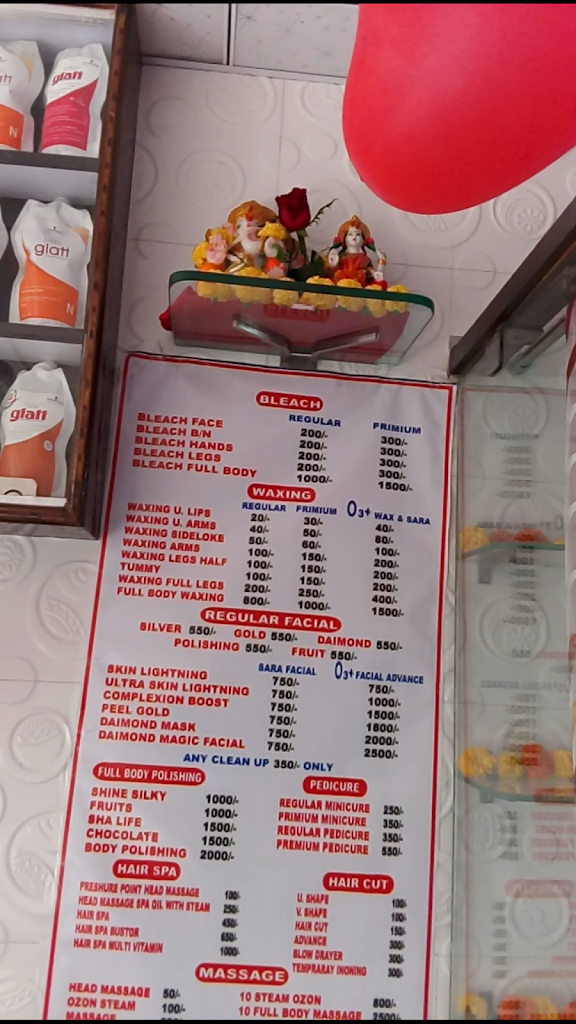 glatt
glatt
N
N
glatt
N
glatt
BLEACH
REGULAR PRIMIUM
BLEACH FACE 200/- 300/-
BLEACH B/N 200/- 300/-
BLEACH HANDS 200/- 300/-
BLEACH LEGS 200/- 300/-
BLEACH FULL BODY 1000/- 1500/-
WAXING
REGULAR PRIMIUM O3+ WAX & SARA
WAXING U. LIPS 20/- 30/- 40/-
WAXING U. ARMS 40/- 50/- 80/-
WAXING SIDELOKE 50/- 60/- 100/-
WAXING ARMS 100/- 150/- 200/-
WAXING LEGS HALF 100/- 150/- 200/-
TUMMY 100/- 150/- 200/-
WAXING FULL LEGS 200/- 250/- 400/-
FULL BODY WAXING 800/- 1000/- 1500/-
REGULAR FACIAL
SILVER 550/- GOLD 550/- DAIMOND 550/-
POLISHING 550/- FRUIT 550/-
SARA FACIAL O3+ FACIAL ADVANCE
SKIN LIGHTNING 750/- 750/-
ULTRA SKIN LIGHTNING 750/- 1000/-
COMPLEXION BOOST 750/- 1500/-
PEEL GOLD 750/- 1800/-
DAIMOND MASK 750/- 2000/-
DAIMOND MAGIC FACIAL 750/- 2500/-
ANY CLEAN UP 350/- ONLY
FULL BODY POLISHING
SHINE SILKY 1000/-
FRUITS 1000/-
SHA LIFE 1500/-
CHOCOLATE 1500/-
BODY POLISHING 2000/-
PEDICURE
REGULAR MINICURE 250/-
PRIMIUM MINICURE 350/-
REGULAR PEDICURE 350/-
PREMIUM PEDICURE 550/-
HAIR SPA
PRESHURE POINT HEAD MASSAGE 100/-
HEAD MASSAGE SPA OIL WITH STEAM 250/-
HAIR SPA 450/-
HAIR SPA BUSTOR 650/-
HAIR SPA MULTI VITAMIN 1000/-
HAIR CUT
U. SHAPE 100/-
V. SHAPE 100/-
HAIR CUT 150/-
ADVANCE 300/-
BLOW DRAYER 300/-
TEMPRARAY INONING 300/-
MASSAGE
HEAD MASSAGE 50/- 10 STEAM OZON 800/-
OZON STEAM 100/- 10 FULL BODY MASSAGE 2500/-
MASSAGE